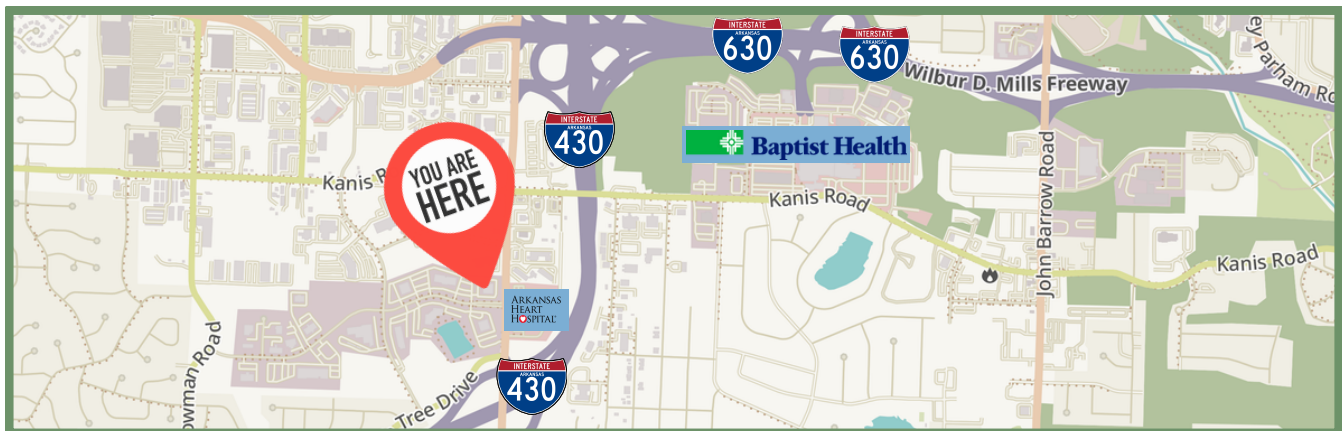 INTERSTATE
ARKANSAS
630
INTERSTATE
ARKANSAS
630
ey Parham Ro
Wilbur D. Mills Freeway
INTERSTATE
ARKANSAS
430
Baptist Health
YOU ARE
HERE
Kanis R
Kanis Road
John Barrow Road
Kanis Road
ARKANSAS
HEART
HOSPITAL
owman Road
Tree Drive
INTERSTATE
ARKANSAS
430